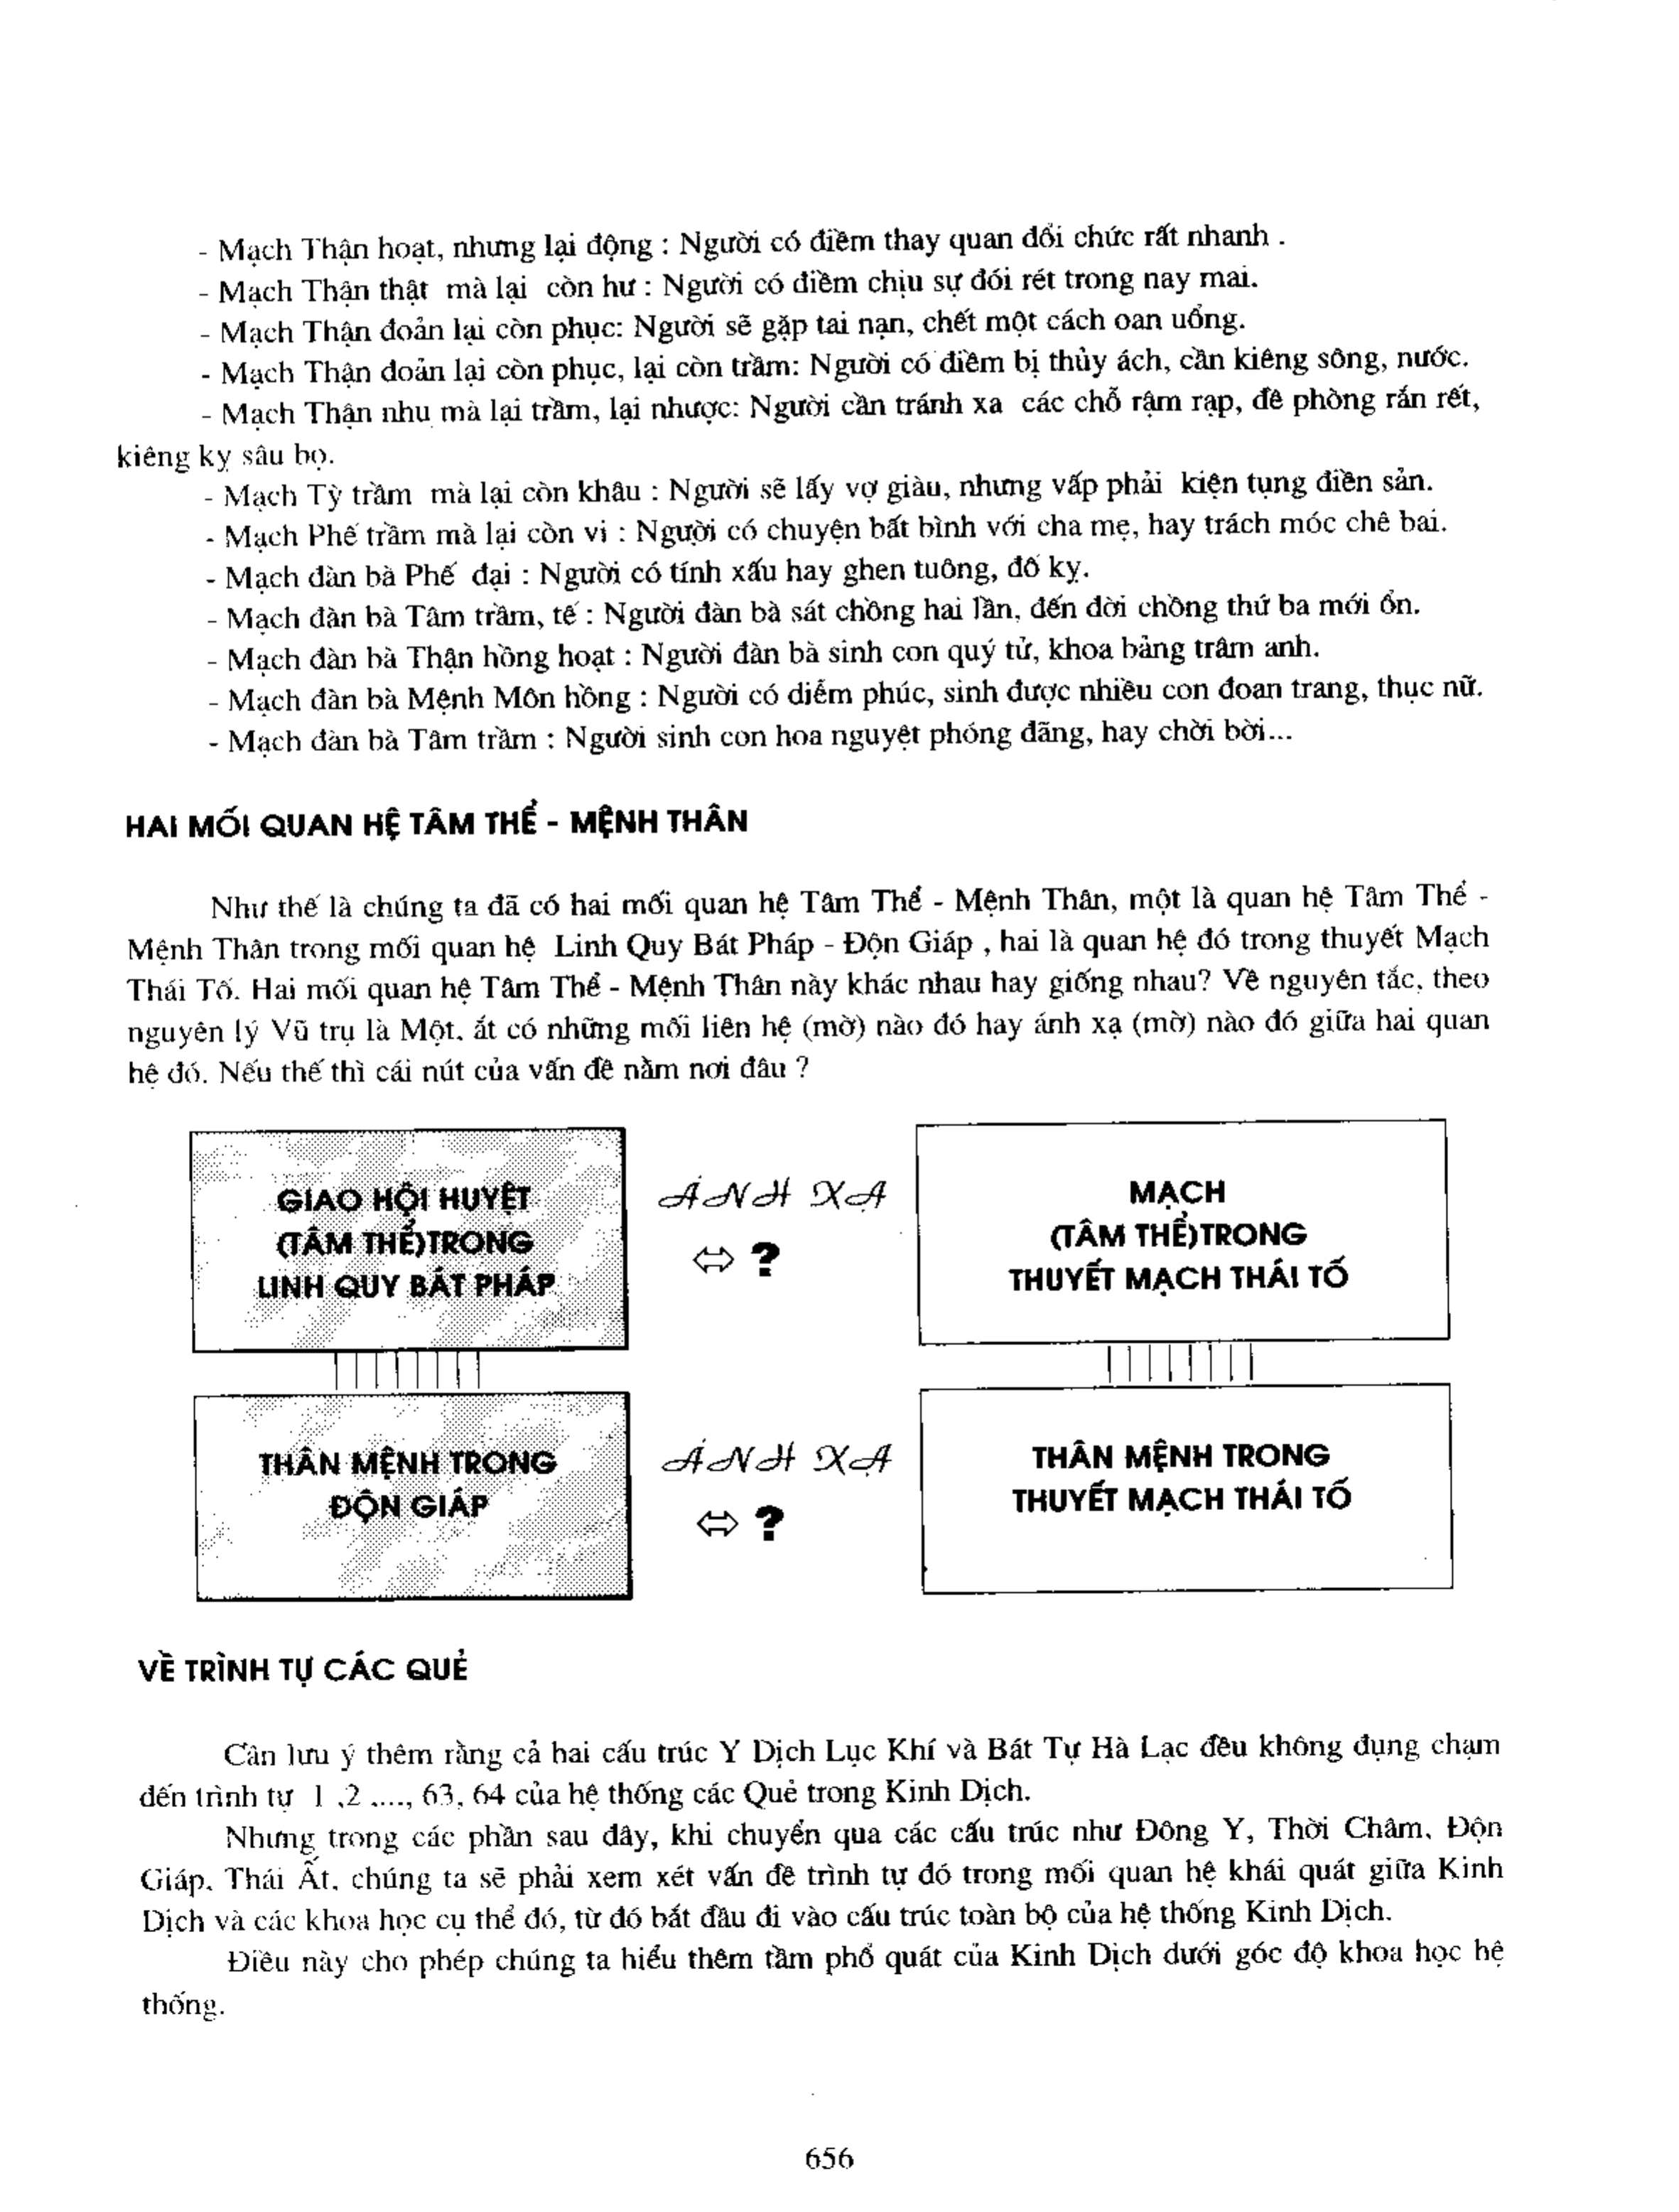 - Mạch Thận hoạt, nhưng lại động : Người có điềm thay quan đổi chức rất nhanh .
- Mạch Thận thật mà lại còn hư : Người có điềm chịu sự đói rét trong nay mai.
- Mạch Thận đoản lại còn phục: Người sẽ gặp tai nạn, chết một cách oan uổng.
- Mạch Thận đoản lại còn phục, lại còn trầm: Người có điềm bị thủy ách, cần kiêng sông, nước.
- Mạch Thận nhu mà lại trầm, lại nhược: Người cần tránh xa các chỗ rậm rạp, đề phòng rắn rết,
kiêng kỵ sâu bọ.
- Mạch Tỳ trầm mà lại còn khâu : Người sẽ lấy vợ giàu, nhưng vấp phải kiện tụng điền sản.
- Mạch Phế trầm mà lại còn vi : Người có chuyện bất bình với cha mẹ, hay trách móc chê bai.
- Mạch đàn bà Phế đại : Người có tính xấu hay ghen tuông, đố kỵ.
- Mạch đàn bà Tâm trầm, tế : Người đàn bà sát chồng hai lần, đến đời chồng thứ ba mới ổn.
- Mạch đàn bà Thận hồng hoạt : Người đàn bà sinh con quý tử, khoa bảng trâm anh.
- Mạch đàn bà Mệnh Môn hồng : Người có diễm phúc, sinh được nhiều con đoan trang, thục nữ.
- Mạch đàn bà Tâm trầm : Người sinh con hoa nguyệt phóng đãng, hay chời bời...
HAI MỐI QUAN HỆ TÂM THỂ - MỆNH THÂN
Như thế là chúng ta đã có hai mối quan hệ Tâm Thể - Mệnh Thân, một là quan hệ Tâm Thể -
Mệnh Thân trong mối quan hệ Linh Quy Bát Pháp - Độn Giáp , hai là quan hệ đó trong thuyết Mạch
Thái Tố. Hai mối quan hệ Tâm Thể - Mệnh Thân này khác nhau hay giống nhau? Về nguyên tắc, theo
nguyên lý Vũ trụ là Một, ắt có những mối liên hệ (mờ) nào đó hay ánh xạ (mờ) nào đó giữa hai quan
hệ đó. Nếu thế thì cái nút của vấn đề nằm nơi đâu ?
GIAO HỘI HUYỆT
(TÂM THỂ)TRONG
LINH QUY BÁT PHÁP
ÁNH XẠ
⇔ ?
MẠCH
(TÂM THỂ)TRONG
THUYẾT MẠCH THÁI TỐ
THÂN MỆNH TRONG
ĐỘN GIÁP
ÁNH XẠ
⇔ ?
THÂN MỆNH TRONG
THUYẾT MẠCH THÁI TỐ
VỀ TRÌNH TỰ CÁC QUẺ
Cần lưu ý thêm rằng cả hai cấu trúc Y Dịch Lục Khí và Bát Tự Hà Lạc đều không đụng chạm
đến trình tự 1 ,2 ,..., 63, 64 của hệ thống các Quẻ trong Kinh Dịch.
Nhưng trong các phần sau đây, khi chuyển qua các cấu trúc như Đông Y, Thời Châm, Độn
Giáp, Thái Ất, chúng ta sẽ phải xem xét vấn đề trình tự đó trong mối quan hệ khái quát giữa Kinh
Dịch và các khoa học cụ thể đó, từ đó bắt đầu đi vào cấu trúc toàn bộ của hệ thống Kinh Dịch.
Điều này cho phép chúng ta hiểu thêm tầm phổ quát của Kinh Dịch dưới góc độ khoa học hệ
thống.
656